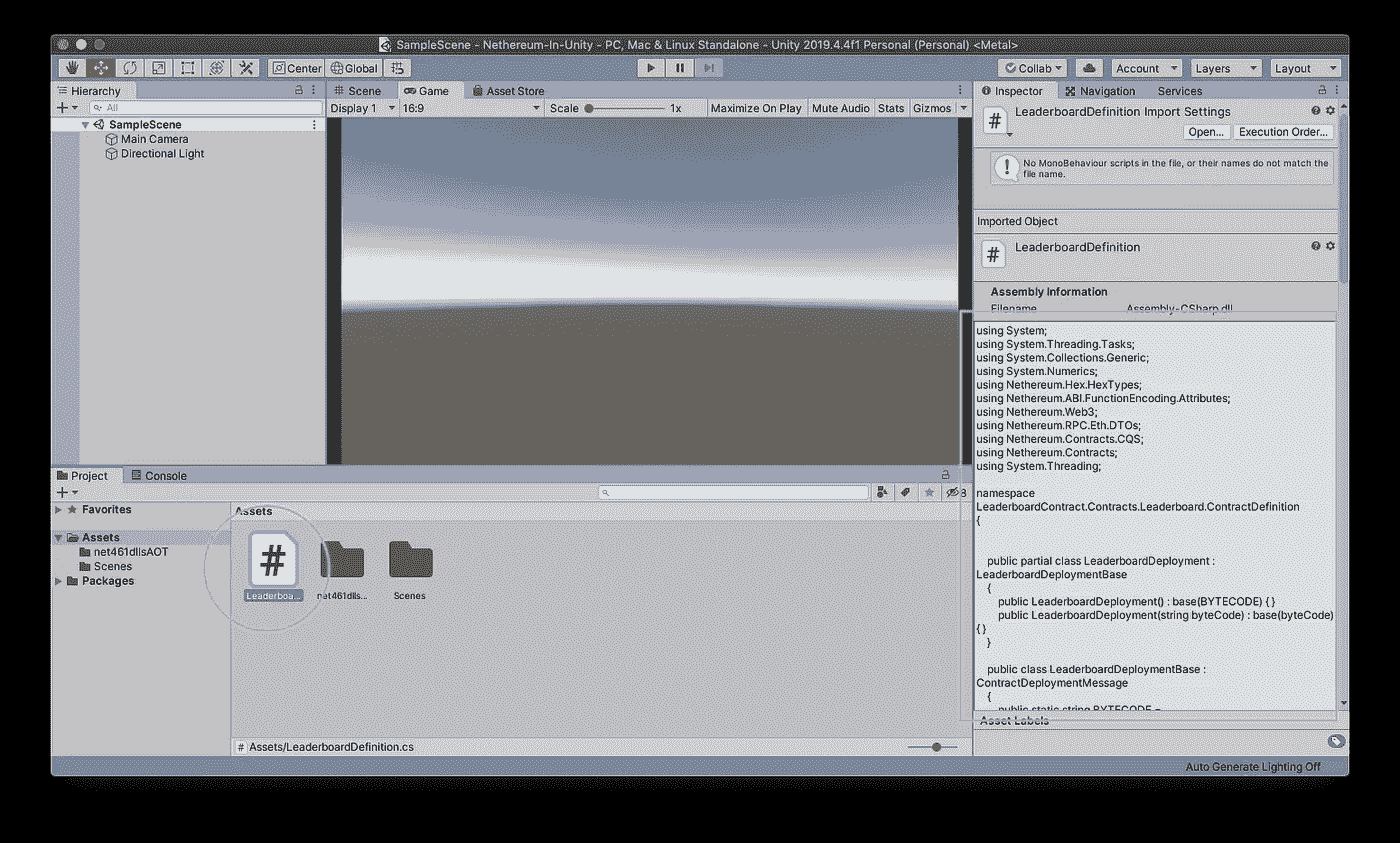 SampleScene - Nethereum-In-Unity - PC, Mac & Linux Standalone - Unity 2019.4.4f1 Personal (Personal) <Metal>
Center Global Collab Account Layers Layout
Hierarchy
All
SampleScene
Main Camera
Directional Light
Scene Game Asset Store
Display 1 16:9 Scale 1x Maximize On Play Mute Audio Stats Gizmos
Inspector Navigation Services
# LeaderboardDefinition Import Settings
Open... Execution Order...
No MonoBehaviour scripts in the file, or their names do not match the
file name.
Imported Object
# LeaderboardDefinition
Assembly Information
Filename Assembly-CSharp.dll
using System;
using System.Threading.Tasks;
using System.Collections.Generic;
using System.Numerics;
using Nethereum.Hex.HexTypes;
using Nethereum.ABI.FunctionEncoding.Attributes;
using Nethereum.Web3;
using Nethereum.RPC.Eth.DTOs;
using Nethereum.Contracts.CQS;
using Nethereum.Contracts;
using System.Threading;
namespace
LeaderboardContract.Contracts.Leaderboard.ContractDefinition
{
public partial class LeaderboardDeployment :
LeaderboardDeploymentBase
{
public LeaderboardDeployment() : base(BYTECODE) { }
public LeaderboardDeployment(string byteCode) : base(byteCode)
{ }
}
public class LeaderboardDeploymentBase :
ContractDeploymentMessage
{
public static string BYTECODE =
Asset Labels
Project Console
8
Favorites
Assets
net461dllsAOT
Scenes
Packages
Assets
#
Leaderboa... net461dlls... Scenes
# Assets/LeaderboardDefinition.cs
Auto Generate Lighting Off